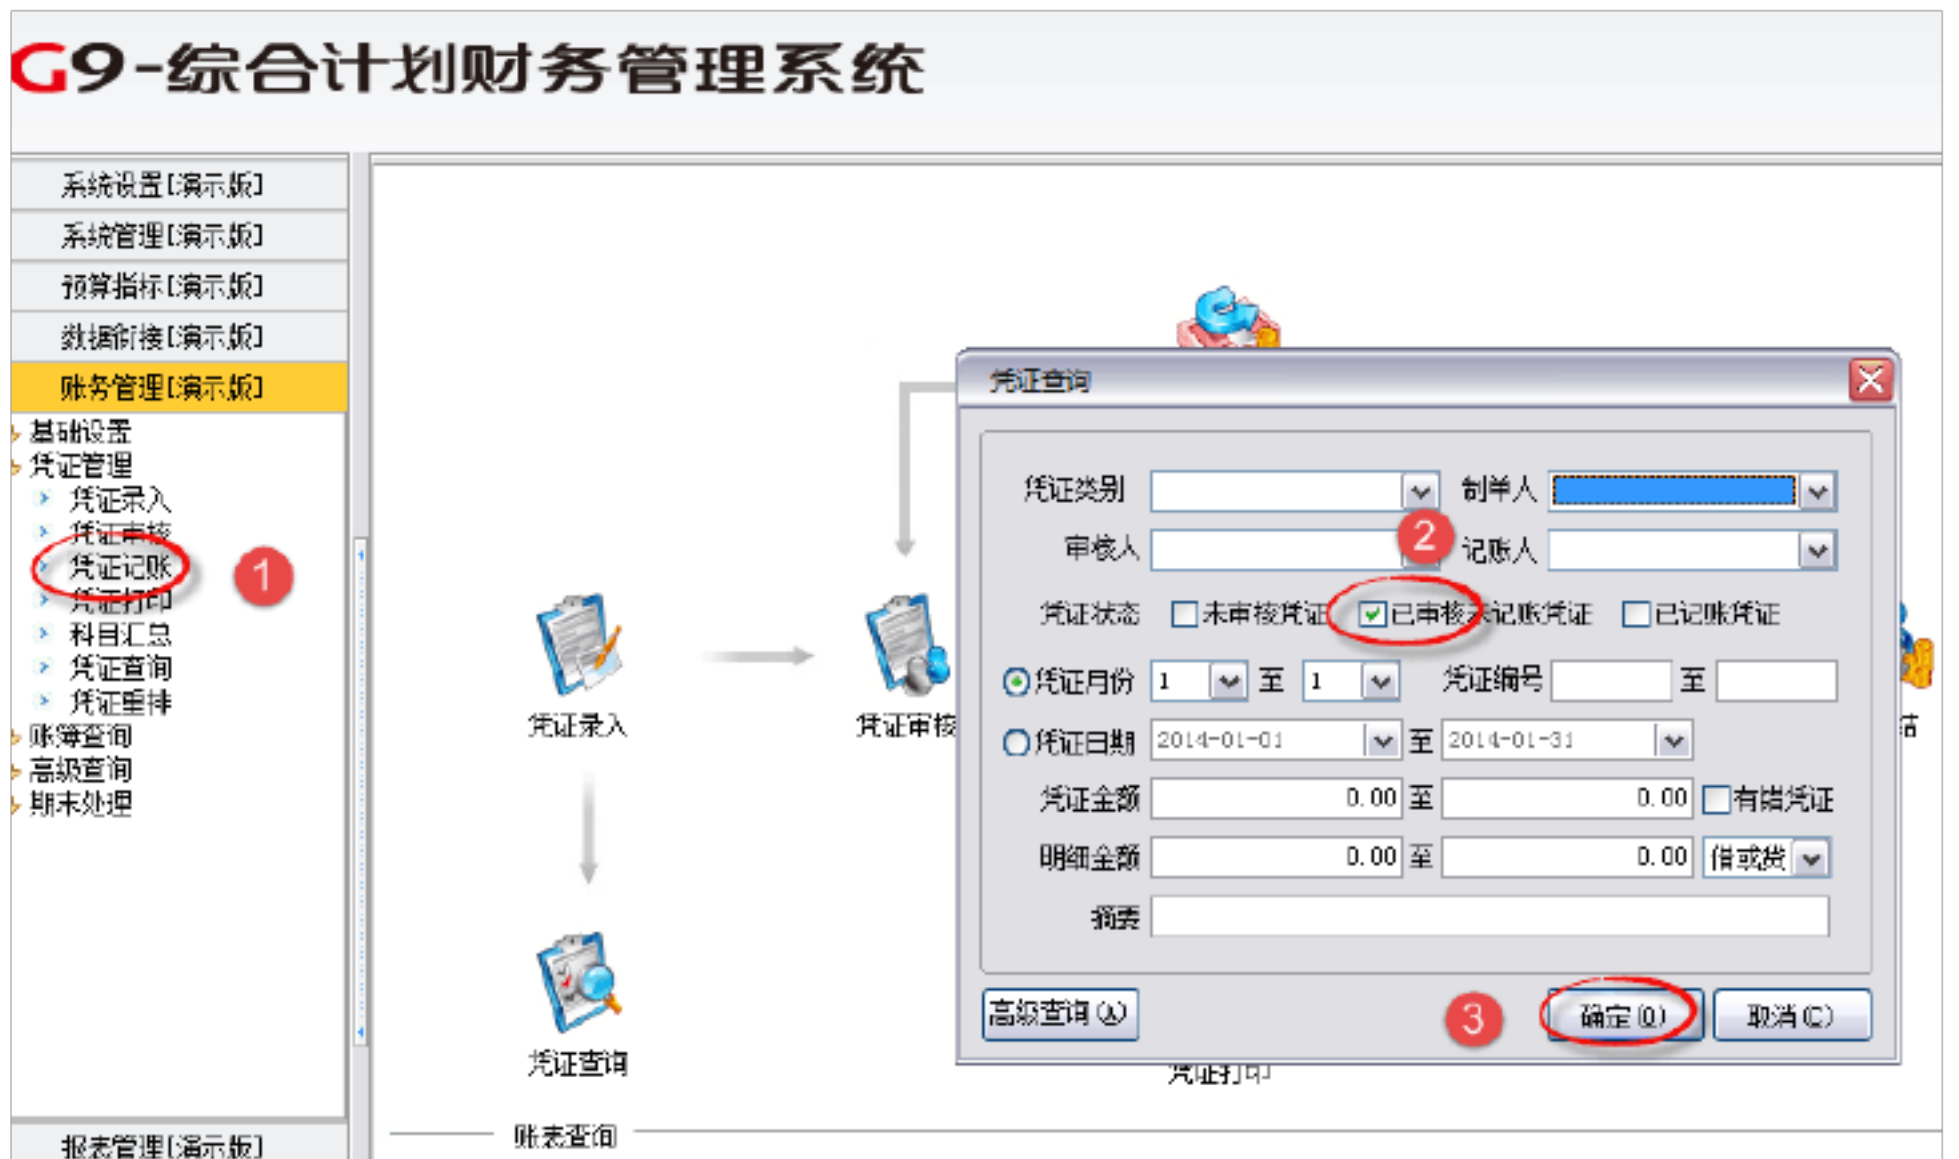 G9-综合计划财务管理系统
系统设置[演示版]
系统管理[演示版]
预算指标[演示版]
数据衔接[演示版]
账务管理[演示版]
基础设置
凭证管理
凭证录入
凭证审核
凭证记账
凭证打印
科目汇总
凭证查询
凭证重排
账簿查询
高级查询
期末处理
报表管理[演示版]
1
凭证录入
凭证审核
凭证查询
凭证打印
结
账表查询
凭证查询
凭证类别 制单人
2
审核人 记账人
凭证状态 未审核凭证 已审核未记账凭证 已记账凭证
凭证月份 1 至 1 凭证编号 至
凭证日期 2014-01-01 至 2014-01-31
凭证金额 0.00 至 0.00 有错凭证
明细金额 0.00 至 0.00 借或贷
摘要
高级查询(A) 3 确定(O) 取消(C)